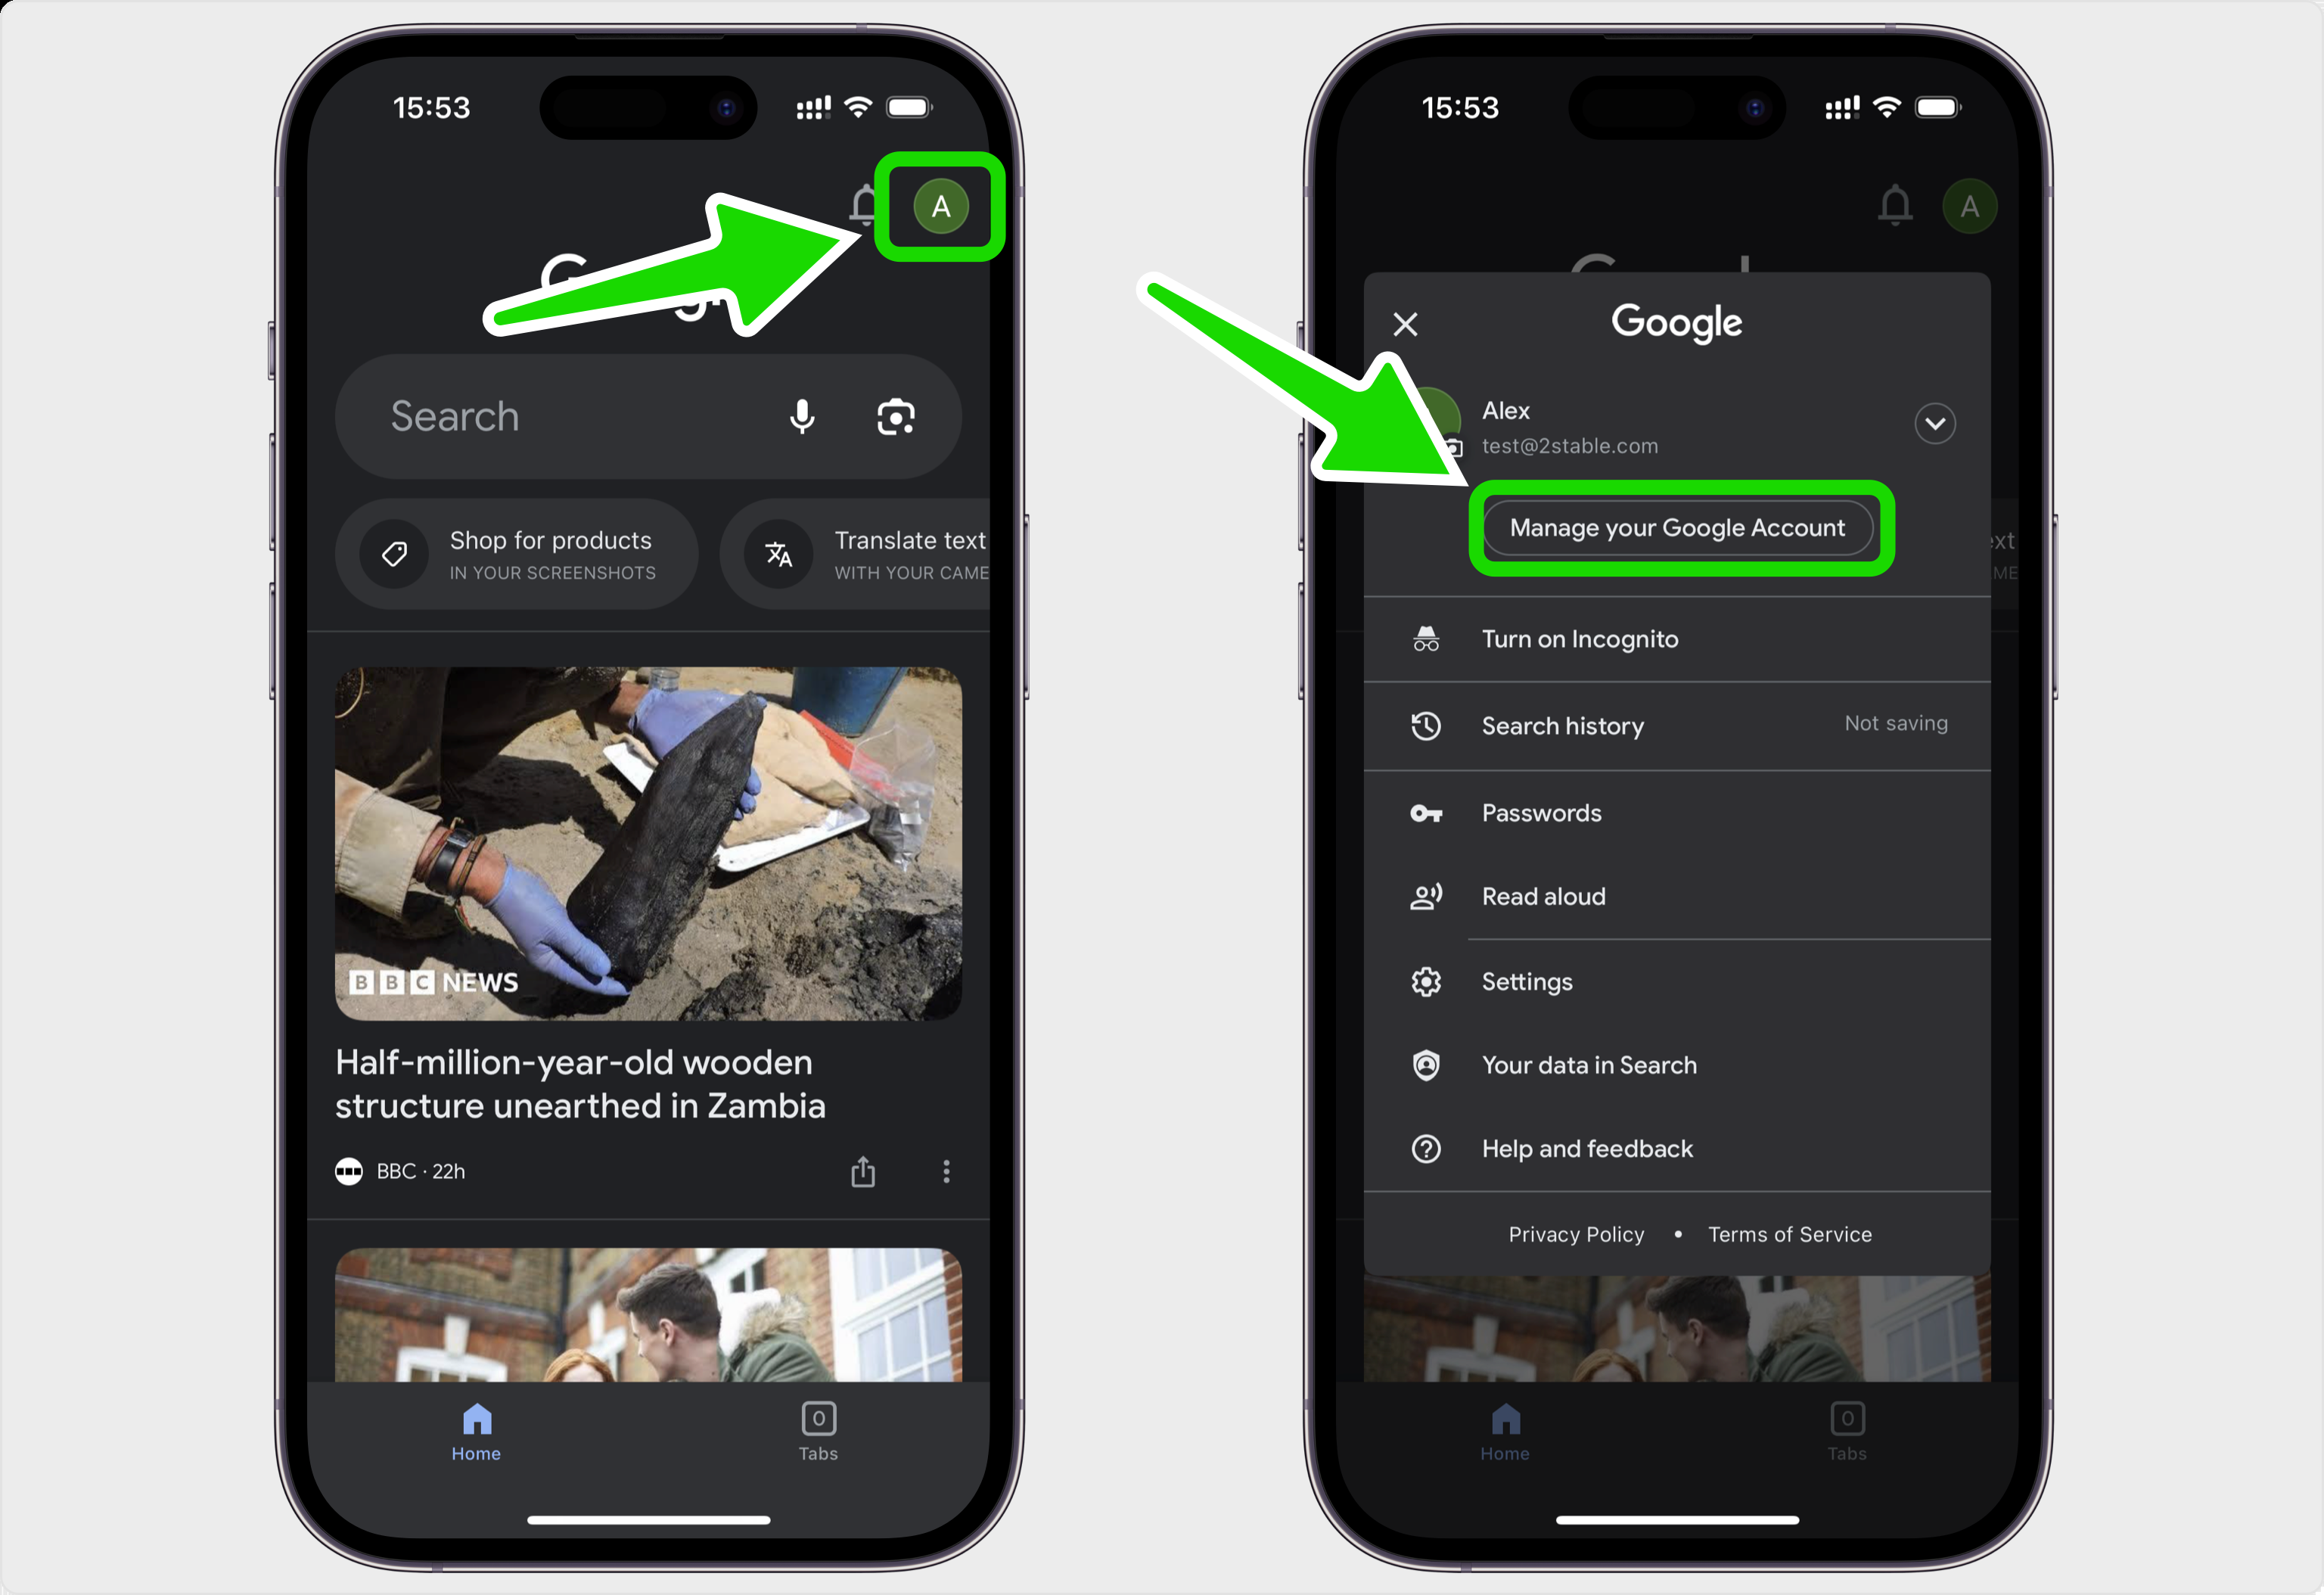 15:53
A
Search
Shop for products
IN YOUR SCREENSHOTS
Translate text
WITH YOUR CAME
BBC NEWS
Half-million-year-old wooden
structure unearthed in Zambia
BBC · 22h
Home
0
Tabs
15:53
A
Google
Alex
test@2stable.com
Manage your Google Account
Turn on Incognito
Search history
Not saving
Passwords
Read aloud
Settings
Your data in Search
Help and feedback
Privacy Policy • Terms of Service
Home
0
Tabs